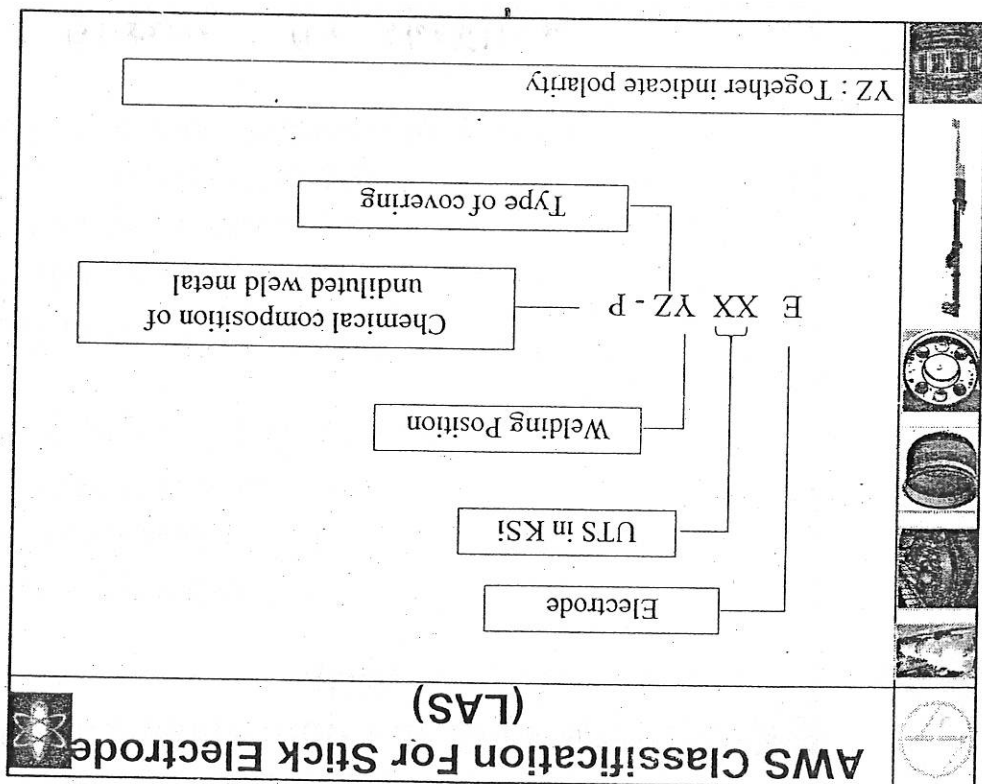 AWS Classification For Stick Electrode
(LAS)
Electrode
UTS in KSi
Welding Position
E XX YZ - P
Chemical composition of
undiluted weld metal
Type of covering
YZ : Together indicate polarity